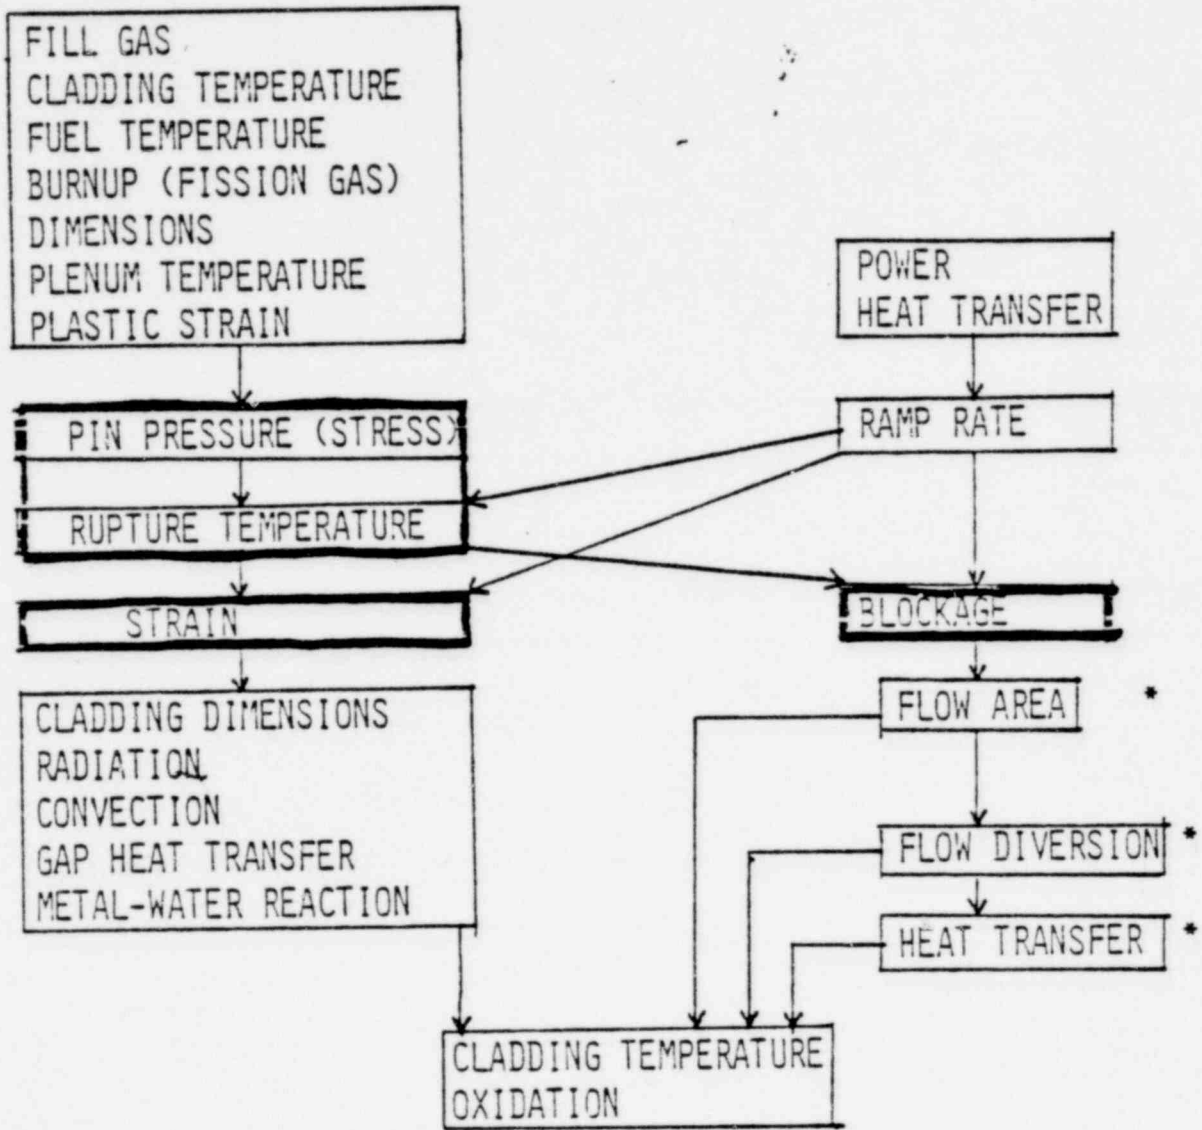 FILL GAS
CLADDING TEMPERATURE
FUEL TEMPERATURE
BURNUP (FISSION GAS)
DIMENSIONS
PLENUM TEMPERATURE
PLASTIC STRAIN
POWER
HEAT TRANSFER
PIN PRESSURE (STRESS)
RAMP RATE
RUPTURE TEMPERATURE
STRAIN
BLOCKAGE
CLADDING DIMENSIONS
RADIATION
CONVECTION
GAP HEAT TRANSFER
METAL-WATER REACTION
FLOW AREA *
FLOW DIVERSION *
HEAT TRANSFER *
CLADDING TEMPERATURE
OXIDATION